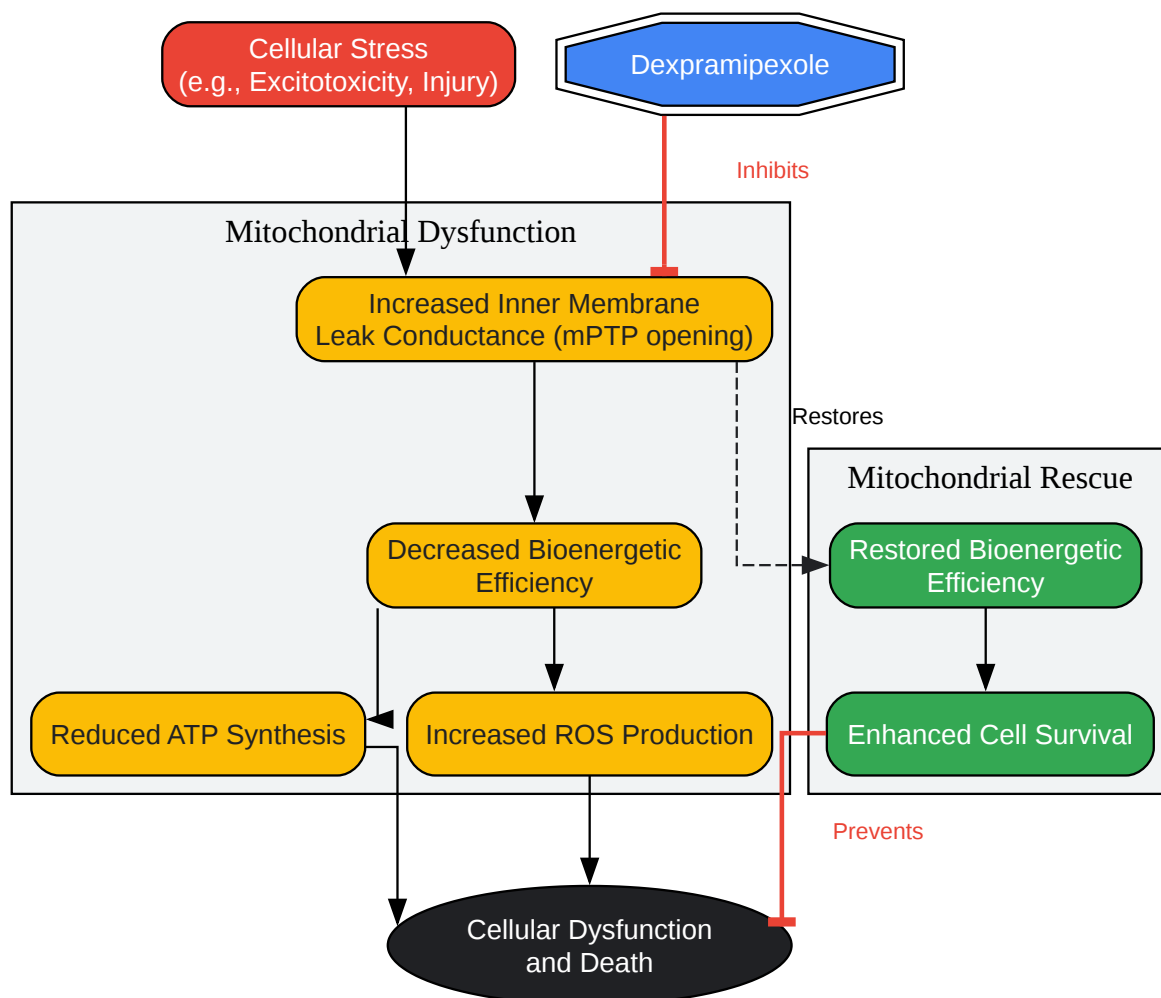 Cellular Stress
(e.g., Excitotoxicity, Injury)
Dexpramipexole
Inhibits
Mitochondrial Dysfunction
Increased Inner Membrane
Leak Conductance (mPTP opening)
Restores
Mitochondrial Rescue
Decreased Bioenergetic
Efficiency
Restored Bioenergetic
Efficiency
Reduced ATP Synthesis
Increased ROS Production
Enhanced Cell Survival
Prevents
Cellular Dysfunction
and Death